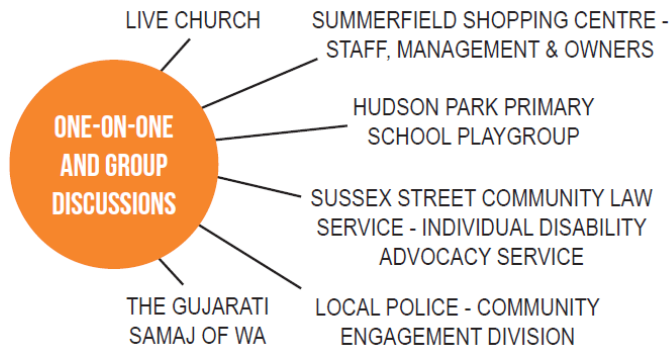 LIVE CHURCH
SUMMERFIELD SHOPPING CENTRE -
STAFF, MANAGEMENT & OWNERS
ONE-ON-ONE
AND GROUP
DISCUSSIONS
HUDSON PARK PRIMARY
SCHOOL PLAYGROUP
SUSSEX STREET COMMUNITY LAW
SERVICE - INDIVIDUAL DISABILITY
ADVOCACY SERVICE
THE GUJARATI
SAMAJ OF WA
LOCAL POLICE - COMMUNITY
ENGAGEMENT DIVISION